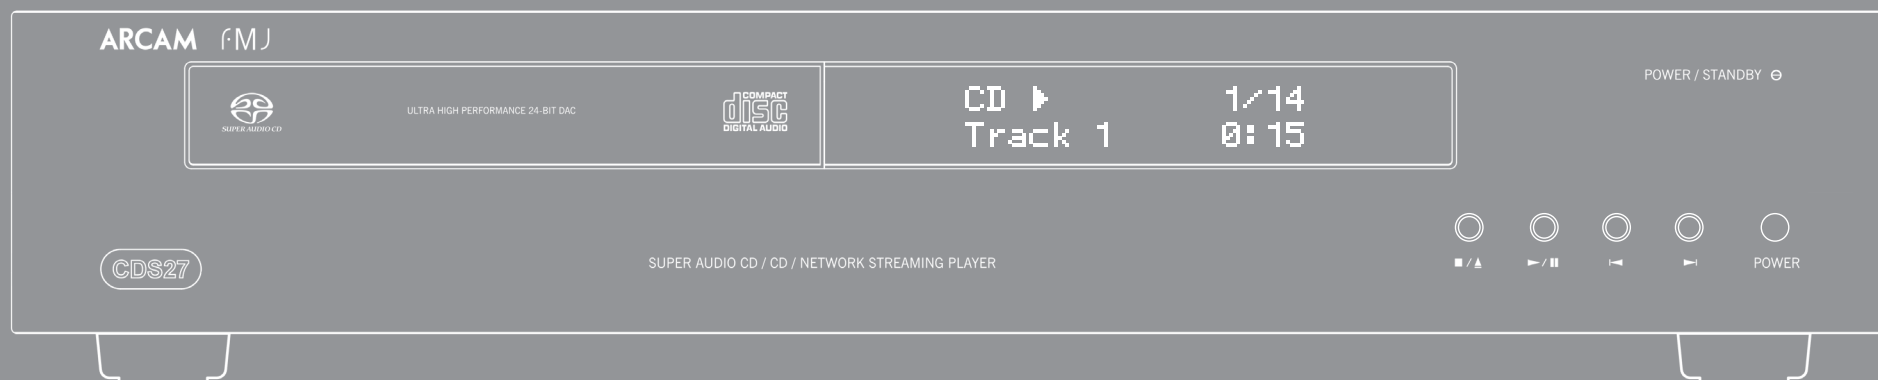 ARCAM FMJ
POWER / STANDBY
SUPER AUDIO CD
ULTRA HIGH PERFORMANCE 24-BIT DAC
COMPACT
disc
DIGITAL AUDIO
CD 1/14
Track 1 0:15
CDS27
SUPER AUDIO CD / CD / NETWORK STREAMING PLAYER
POWER